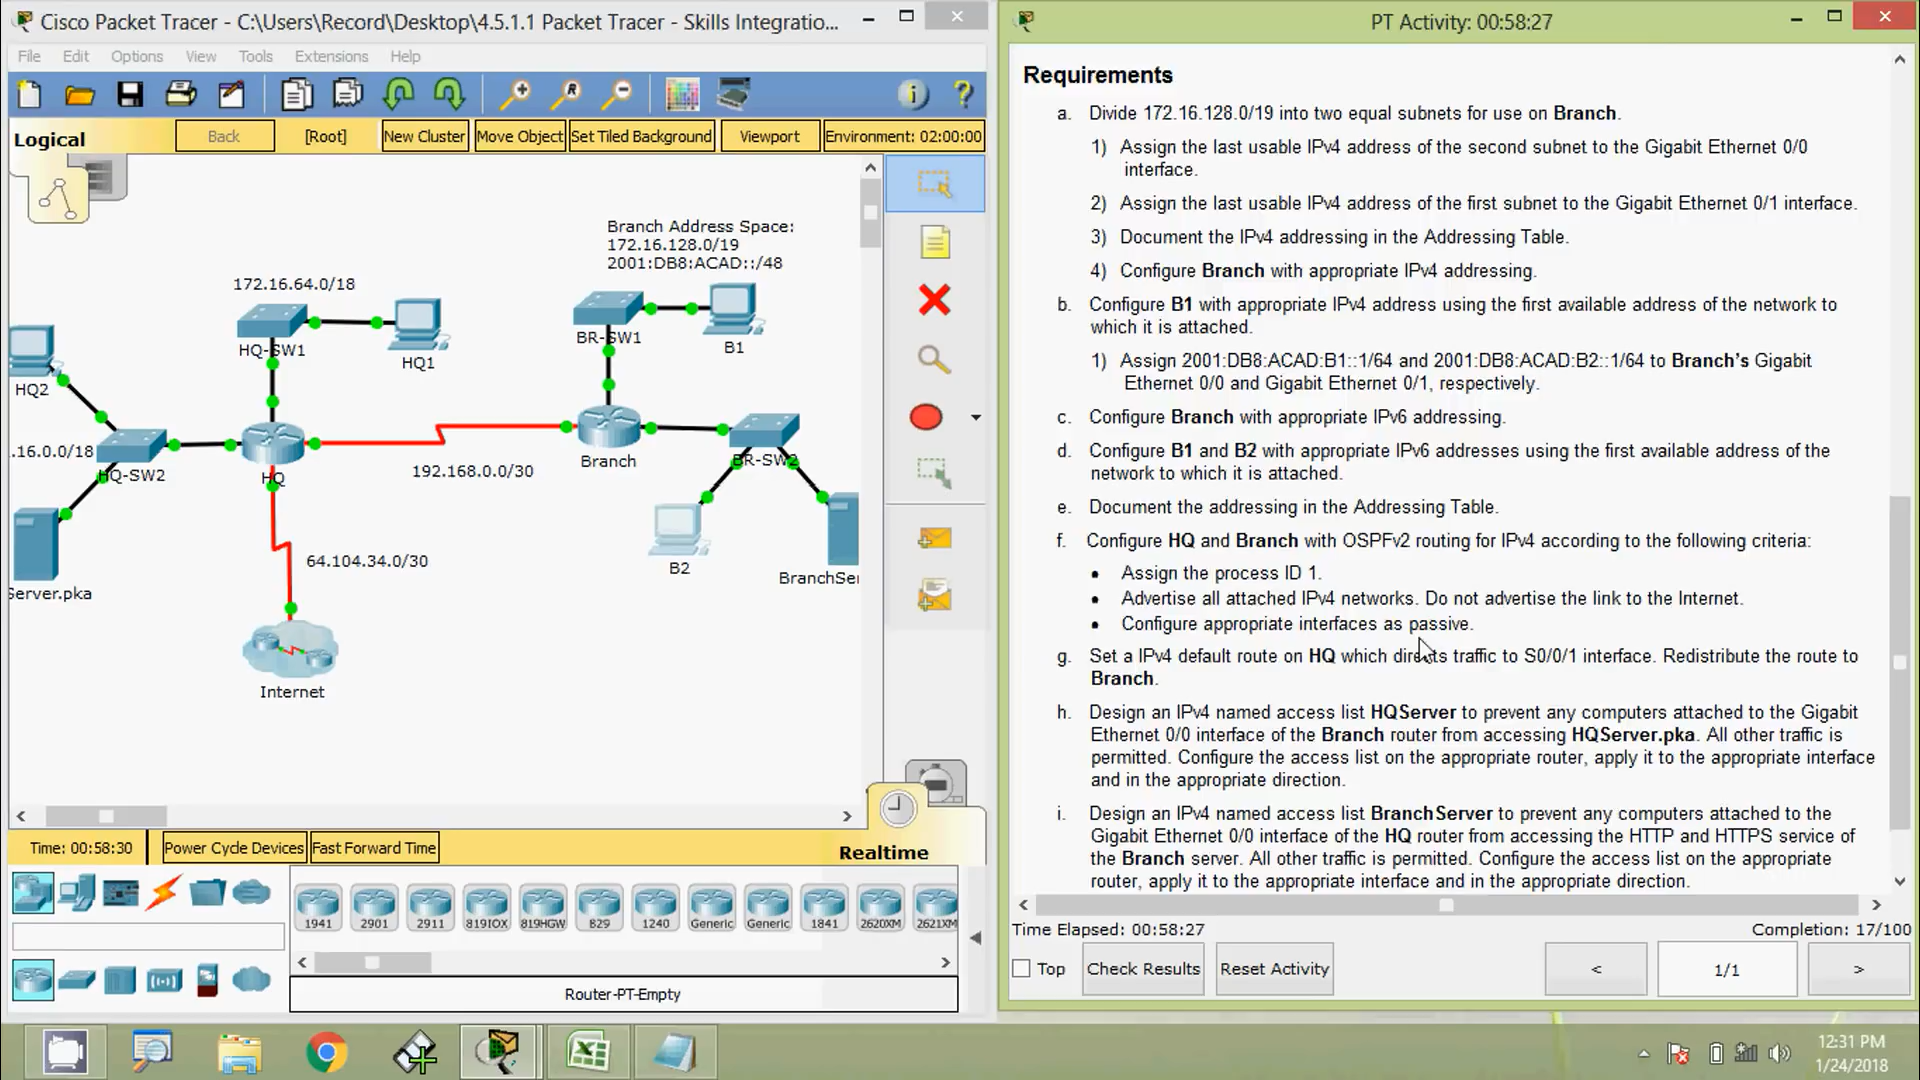 Cisco Packet Tracer - C:\Users\Record\Desktop\4.5.1.1 Packet Tracer - Skills Integratio...
File Edit Options View Tools Extensions Help
Logical Back [Root] New Cluster Move Object Set Tiled Background Viewport Environment: 02:00:00
Branch Address Space:
172.16.128.0/19
2001:DB8:ACAD::/48
172.16.64.0/18
HQ-SW1
HQ1
BR-SW1
B1
HQ2
.16.0.0/18
HQ-SW2
HQ
192.168.0.0/30
Branch
BR-SW2
64.104.34.0/30
B2
BranchSer
Server.pka
Internet
Time: 00:58:30 Power Cycle Devices Fast Forward Time
Realtime
1941 2901 2911 819IOX 819HGW 829 1240 Generic Generic 1841 2620XM 2621XM
Router-PT-Empty
PT Activity: 00:58:27
Requirements
a. Divide 172.16.128.0/19 into two equal subnets for use on Branch.
1) Assign the last usable IPv4 address of the second subnet to the Gigabit Ethernet 0/0
interface.
2) Assign the last usable IPv4 address of the first subnet to the Gigabit Ethernet 0/1 interface.
3) Document the IPv4 addressing in the Addressing Table.
4) Configure Branch with appropriate IPv4 addressing.
b. Configure B1 with appropriate IPv4 address using the first available address of the network to
which it is attached.
1) Assign 2001:DB8:ACAD:B1::1/64 and 2001:DB8:ACAD:B2::1/64 to Branch's Gigabit
Ethernet 0/0 and Gigabit Ethernet 0/1, respectively.
c. Configure Branch with appropriate IPv6 addressing.
d. Configure B1 and B2 with appropriate IPv6 addresses using the first available address of the
network to which it is attached.
e. Document the addressing in the Addressing Table.
f. Configure HQ and Branch with OSPFv2 routing for IPv4 according to the following criteria:
• Assign the process ID 1.
• Advertise all attached IPv4 networks. Do not advertise the link to the Internet.
• Configure appropriate interfaces as passive.
g. Set a IPv4 default route on HQ which directs traffic to S0/0/1 interface. Redistribute the route to
Branch.
h. Design an IPv4 named access list HQServer to prevent any computers attached to the Gigabit
Ethernet 0/0 interface of the Branch router from accessing HQServer.pka. All other traffic is
permitted. Configure the access list on the appropriate router, apply it to the appropriate interface
and in the appropriate direction.
i. Design an IPv4 named access list BranchServer to prevent any computers attached to the
Gigabit Ethernet 0/0 interface of the HQ router from accessing the HTTP and HTTPS service of
the Branch server. All other traffic is permitted. Configure the access list on the appropriate
router, apply it to the appropriate interface and in the appropriate direction.
Time Elapsed: 00:58:27 Completion: 17/100
Top Check Results Reset Activity < 1/1 >
12:31 PM
1/24/2018